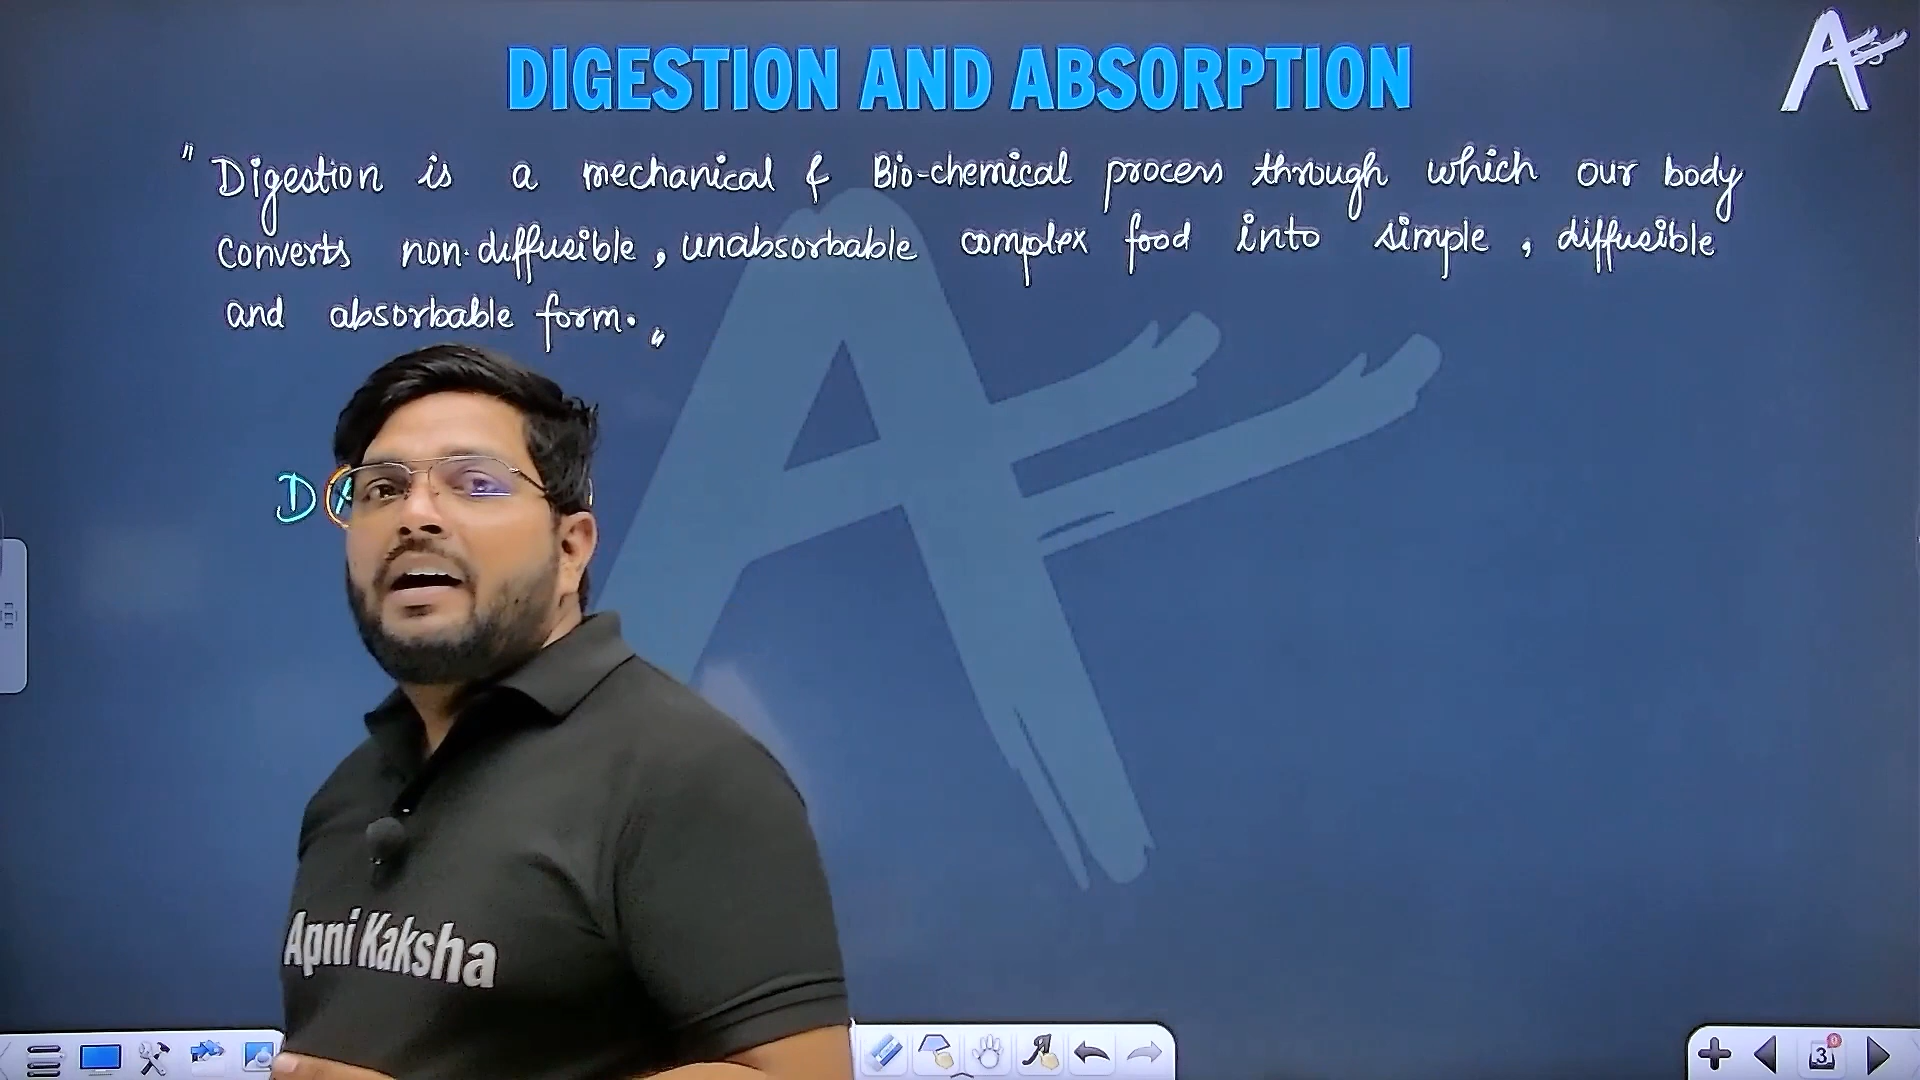 DIGESTION AND ABSORPTION
" Digestion is a mechanical & Bio-chemical process through which our body
converts non-diffusible, unabsorbable complex food into simple, diffusible
and absorbable form. "
D
Apni Kaksha
3